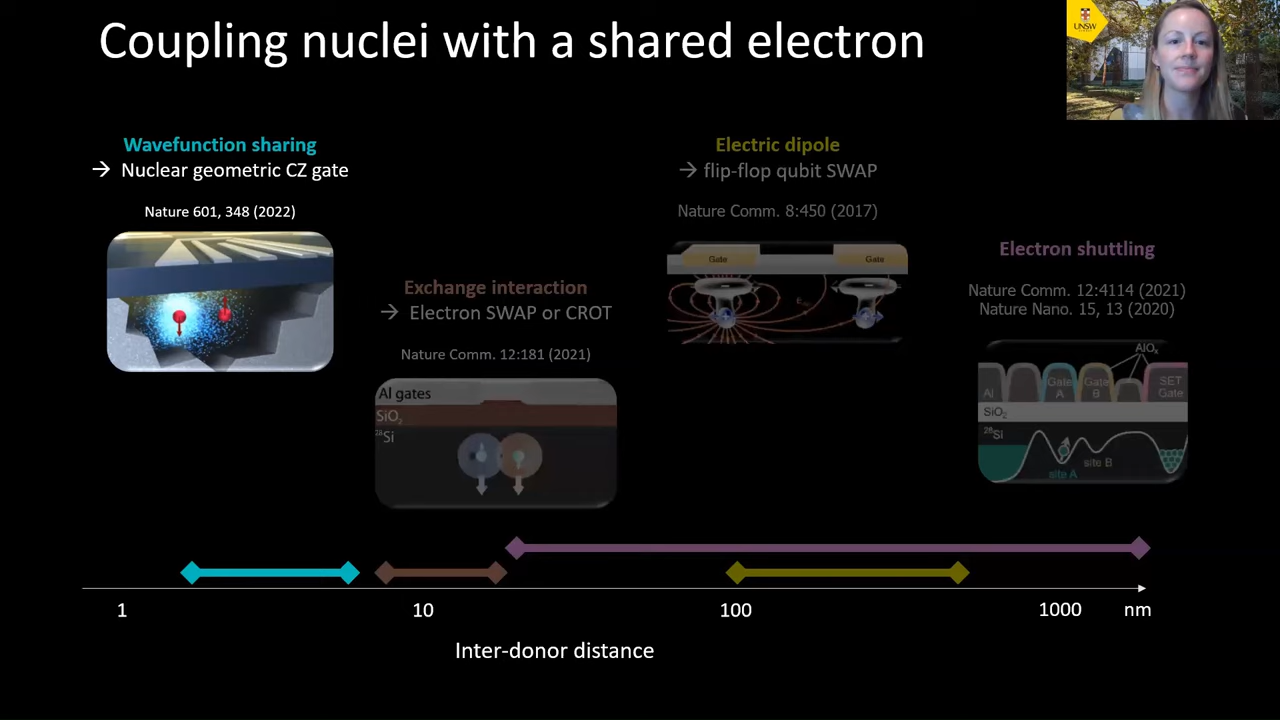 Coupling nuclei with a shared electron
UNSW
Wavefunction sharing
→ Nuclear geometric CZ gate
Nature 601, 348 (2022)
Exchange interaction
→ Electron SWAP or CROT
Nature Comm. 12:181 (2021)
Al gates
SiO₂
²⁸Si
Electric dipole
→ flip-flop qubit SWAP
Nature Comm. 8:450 (2017)
Gate Gate
Electron shuttling
Nature Comm. 12:4114 (2021)
Nature Nano. 15, 13 (2020)
AlOₓ
Al Gate A Gate B SET Gate
SiO₂
²⁸Si
site A site B
1 10 100 1000 nm
Inter-donor distance